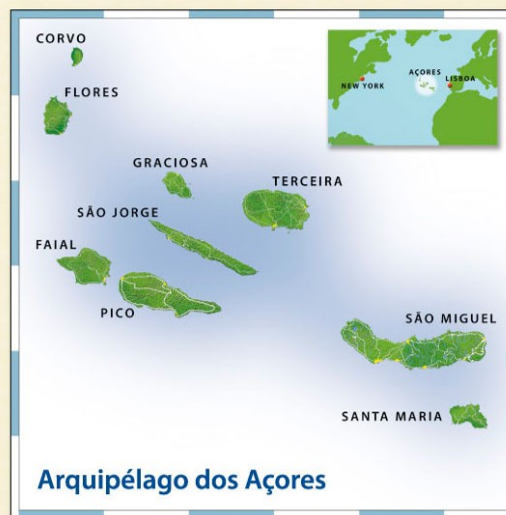 CORVO
FLORES
AÇORES
LISBOA
NEW YORK
GRACIOSA
TERCEIRA
SÃO JORGE
FAIAL
PICO
SÃO MIGUEL
SANTA MARIA
Arquipélago dos Açores